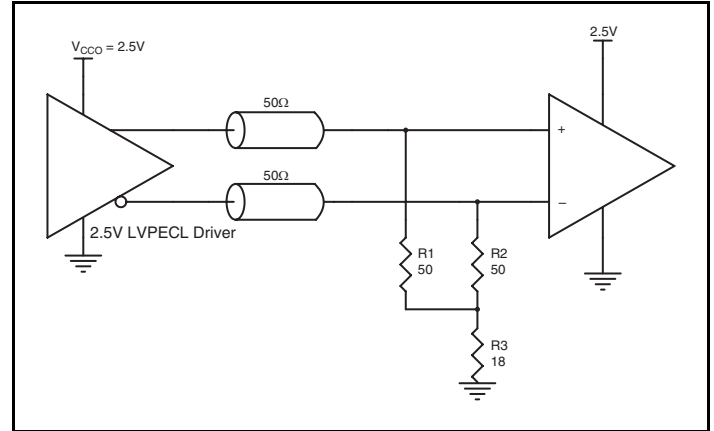 V_CCO = 2.5V
2.5V
50Ω
+
50Ω
−
2.5V LVPECL Driver
R1
50
R2
50
R3
18